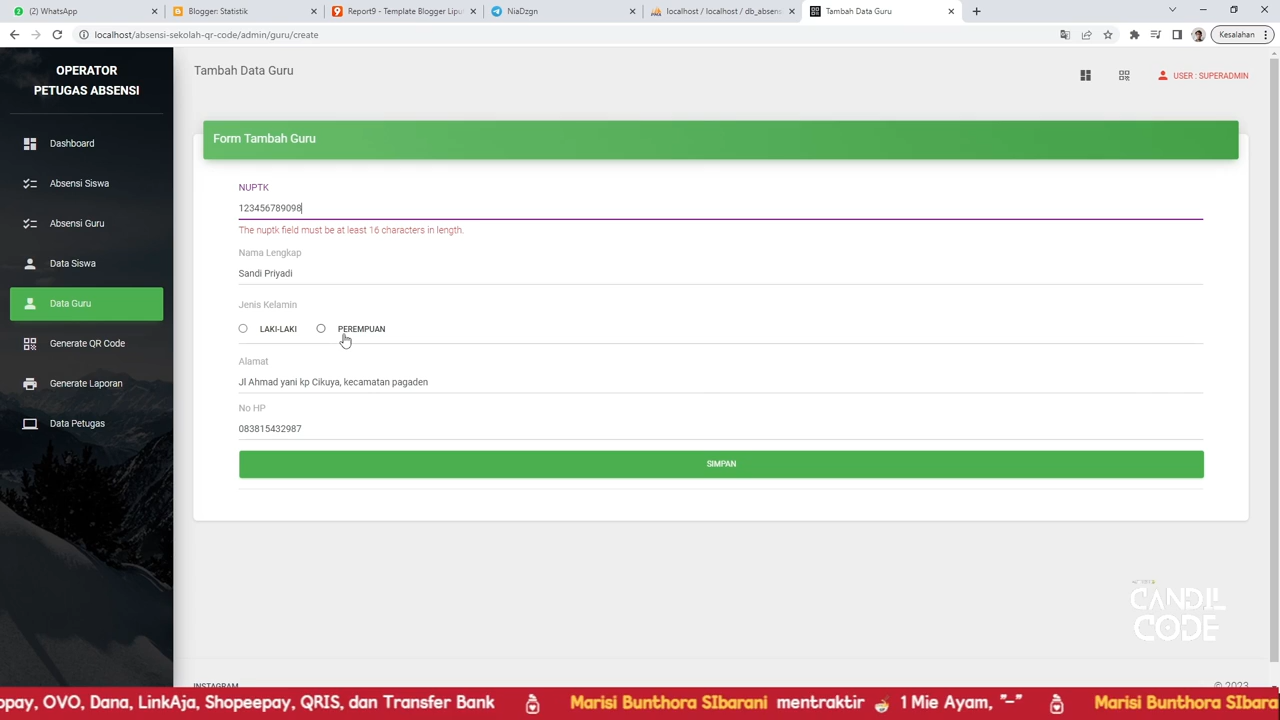 (2) WhatsApp
Blogger: Statistik
Report9 - Template Blogger Lipu
NiaDzgn
localhost / localhost / db_absens
Tambah Data Guru
localhost/absensi-sekolah-qr-code/admin/guru/create
Kesalahan
OPERATOR
PETUGAS ABSENSI
Dashboard
Absensi Siswa
Absensi Guru
Data Siswa
Data Guru
Generate QR Code
Generate Laporan
Data Petugas
Tambah Data Guru
USER : SUPERADMIN
Form Tambah Guru
NUPTK
123456789098
The nuptk field must be at least 16 characters in length.
Nama Lengkap
Sandi Priyadi
Jenis Kelamin
LAKI-LAKI PEREMPUAN
Alamat
Jl Ahmad yani kp Cikuya, kecamatan pagaden
No HP
083815432987
SIMPAN
CANDIL
CODE
INSTAGRAM
© 2023
opay, OVO, Dana, LinkAja, Shopeepay, QRIS, dan Transfer Bank Marisi Bunthora SIbarani mentraktir 1 Mie Ayam, "-" Marisi Bunthora SIbara